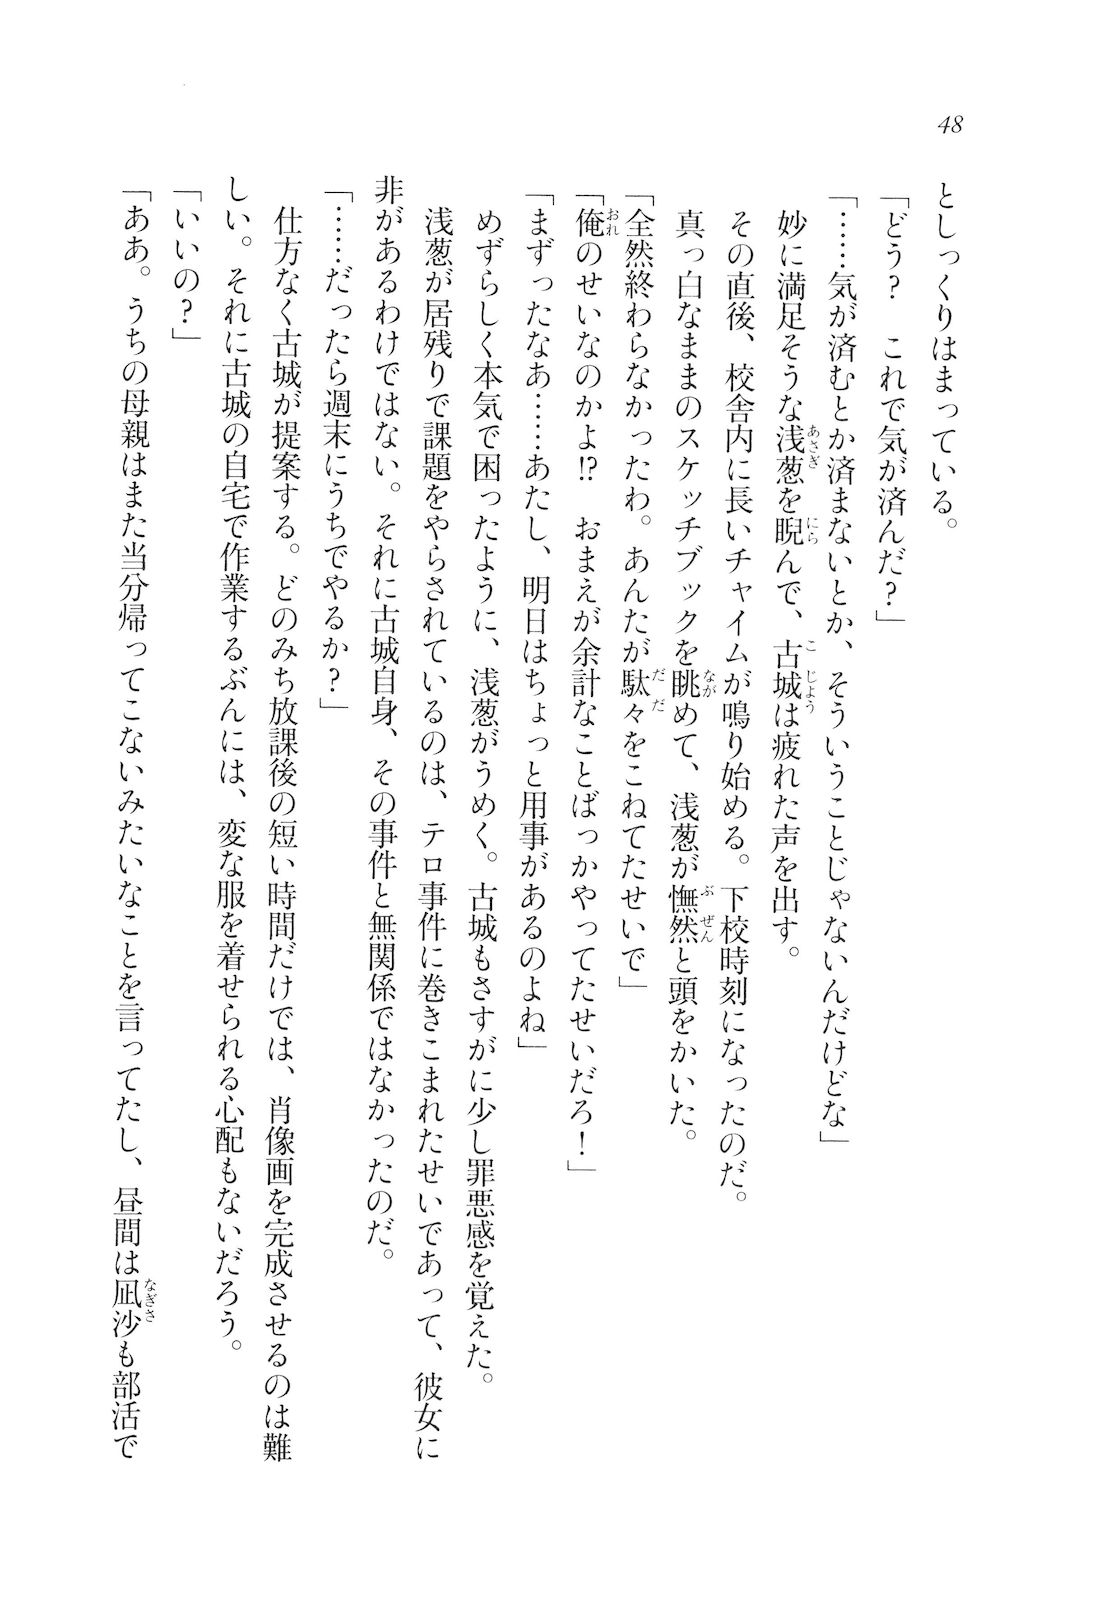 48
としっくりはまっている。
「どう？　これで気が済んだ？」
「……気が済むとか済まないとか、そういうことじゃないんだけどな」
妙に満足そうな浅葱を睨んで、古城は疲れた声を出す。
その直後、校舎内に長いチャイムが鳴り始める。下校時刻になったのだ。
真っ白なままのスケッチブックを眺めて、浅葱が憮然と頭をかいた。
「全然終わらなかったわ。あんたが駄々をこねてたせいで」
「俺のせいなのかよ!?　おまえが余計なことばっかやってたせいだろ！」
「まずったなあ……あたし、明日はちょっと用事があるのよね」
めずらしく本気で困ったように、浅葱がうめく。古城もさすがに少し罪悪感を覚えた。
浅葱が居残りで課題をやらされているのは、テロ事件に巻きこまれたせいであって、彼女に
非があるわけではない。それに古城自身、その事件と無関係ではなかったのだ。
「……だったら週末にうちでやるか？」
仕方なく古城が提案する。どのみち放課後の短い時間だけでは、肖像画を完成させるのは難
しい。それに古城の自宅で作業するぶんには、変な服を着せられる心配もないだろう。
「いいの？」
「ああ。うちの母親はまた当分帰ってこないみたいなことを言ってたし、昼間は凪沙も部活で